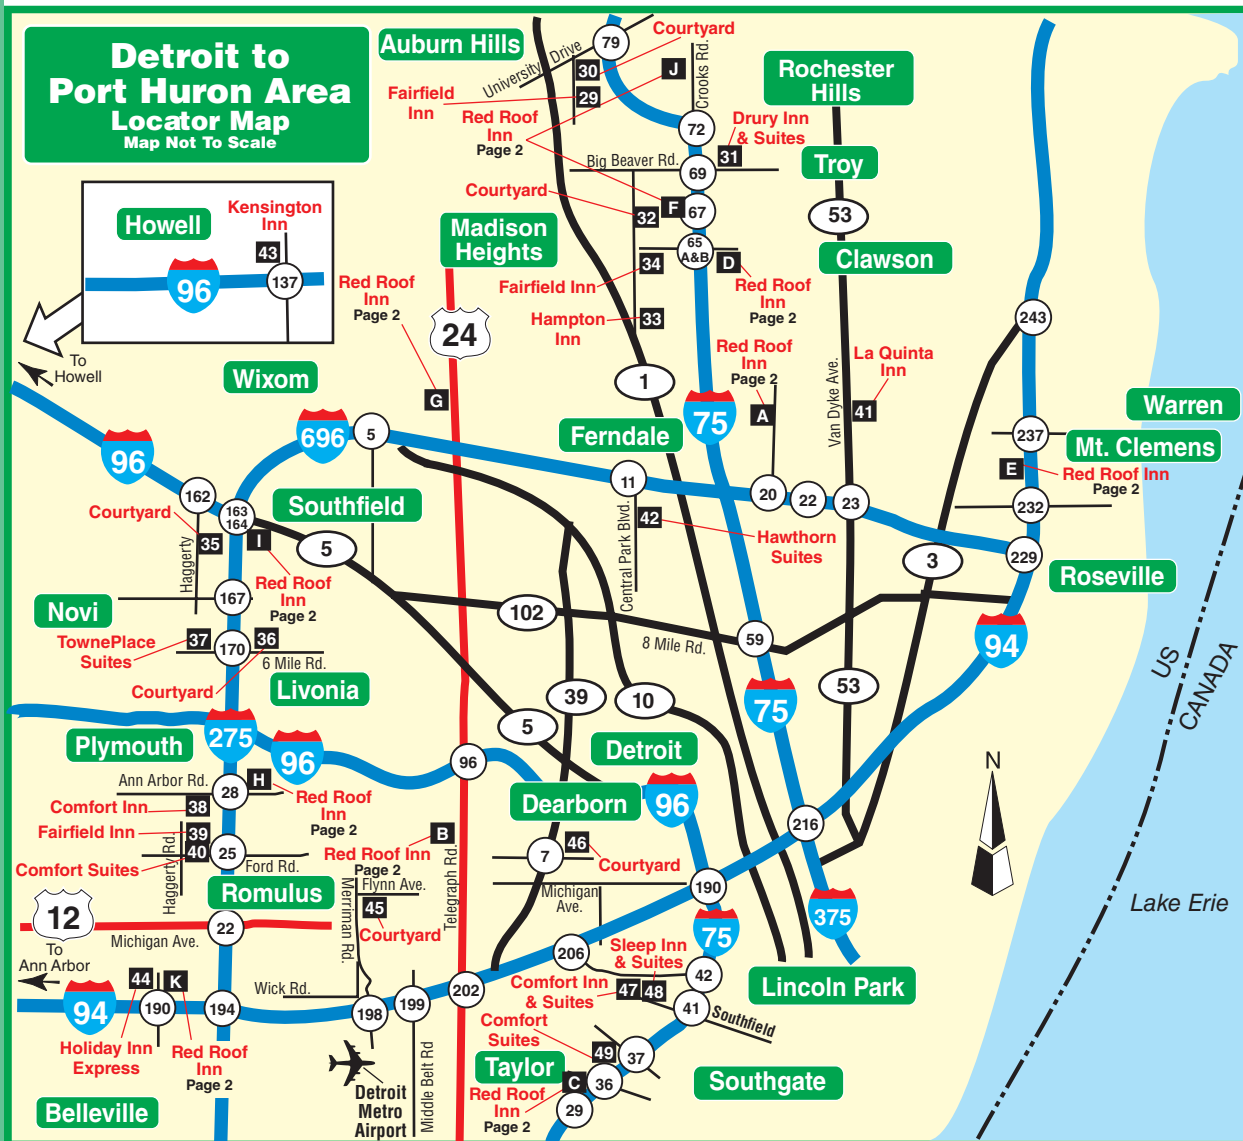 Detroit to
Port Huron Area
Locator Map
Map Not To Scale
Auburn Hills
79
Courtyard
University Drive
30
J
Crooks Rd.
Fairfield
Inn
29
Red Roof
Inn
Page 2
72
Rochester
Hills
Drury Inn
& Suites
31
Big Beaver Rd.
69
Troy
Courtyard
32
F
67
53
Howell
Kensington
Inn
43
96
137
Madison
Heights
65
A&B
34
D
Clawson
Fairfield Inn
Red Roof
Inn
Page 2
Red Roof
Inn
Page 2
24
Hampton
Inn
33
243
To
Howell
Wixom
G
1
Red Roof
Inn
Page 2
A
75
Van Dyke Ave.
La Quinta
Inn
41
Warren
96
696
5
Ferndale
237
Mt. Clemens
E
Red Roof Inn
Page 2
162
163
164
Southfield
11
20
22
23
232
Courtyard
35
I
5
Haggerty
Central Park Blvd.
42
Hawthorn
Suites
3
229
Roseville
Red Roof
Inn
Page 2
Novi
167
102
8 Mile Rd.
59
94
TownePlace
Suites
37
170
36
6 Mile Rd.
Courtyard
Livonia
39
10
75
53
US
CANADA
Plymouth
275
96
5
Detroit
96
N
Ann Arbor Rd.
28
H
Red Roof
Inn
Page 2
Comfort Inn
38
Dearborn
96
216
Fairfield Inn
39
Comfort Suites
40
25
Ford Rd.
Haggerty Rd.
Red Roof Inn
Page 2
B
Telegraph Rd.
7
46
Courtyard
Michigan
Ave.
190
12
Romulus
Flynn Ave.
Merriman Rd.
45
Courtyard
22
Michigan Ave.
To
Ann Arbor
75
375
Lake Erie
206
Sleep Inn
& Suites
42
Lincoln Park
44
K
Wick Rd.
94
190
194
198
199
202
Comfort Inn
& Suites
47
48
41
Southfield
Holiday Inn
Express
Red Roof
Inn
Page 2
Comfort
Suites
49
37
Taylor
C
36
Southgate
Red Roof
Inn
Page 2
29
Detroit
Metro
Airport
Middle Belt Rd
Belleville